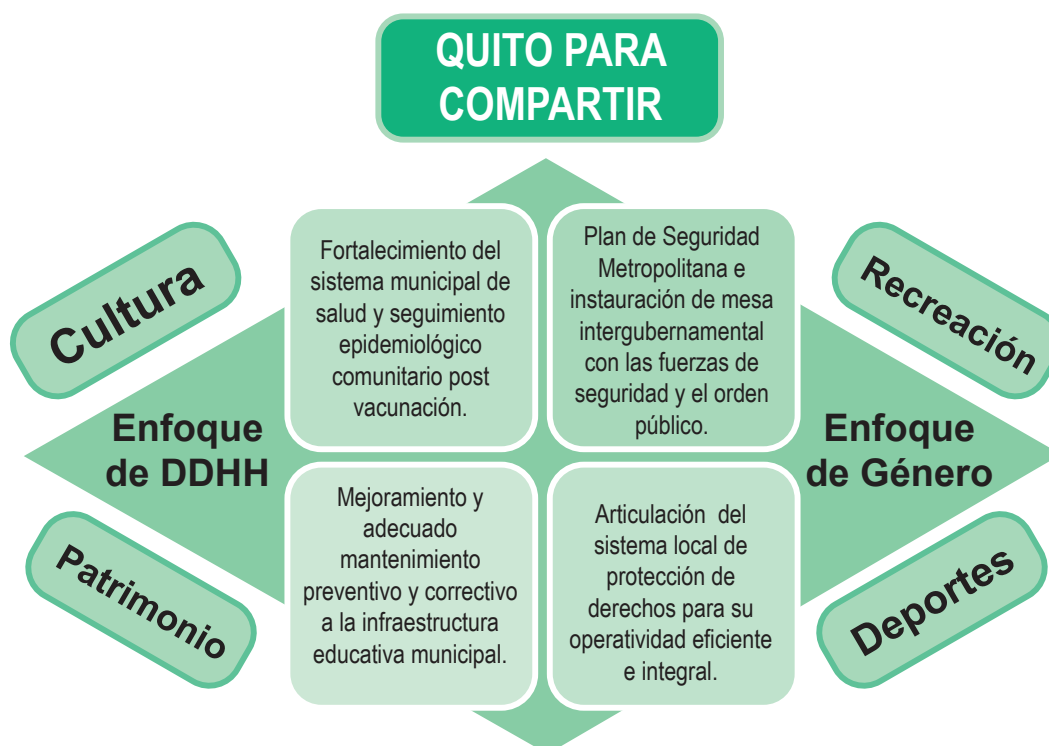 QUITO PARA
COMPARTIR
Cultura
Recreación
Fortalecimiento del
sistema municipal de
salud y seguimiento
epidemiológico
comunitario post
vacunación.
Plan de Seguridad
Metropolitana e
instauración de mesa
intergubernamental
con las fuerzas de
seguridad y el orden
público.
Enfoque
de DDHH
Enfoque
de Género
Mejoramiento y
adecuado
mantenimiento
preventivo y correctivo
a la infraestructura
educativa municipal.
Articulación del
sistema local de
protección de
derechos para su
operatividad eficiente
e integral.
Patrimonio
Deportes